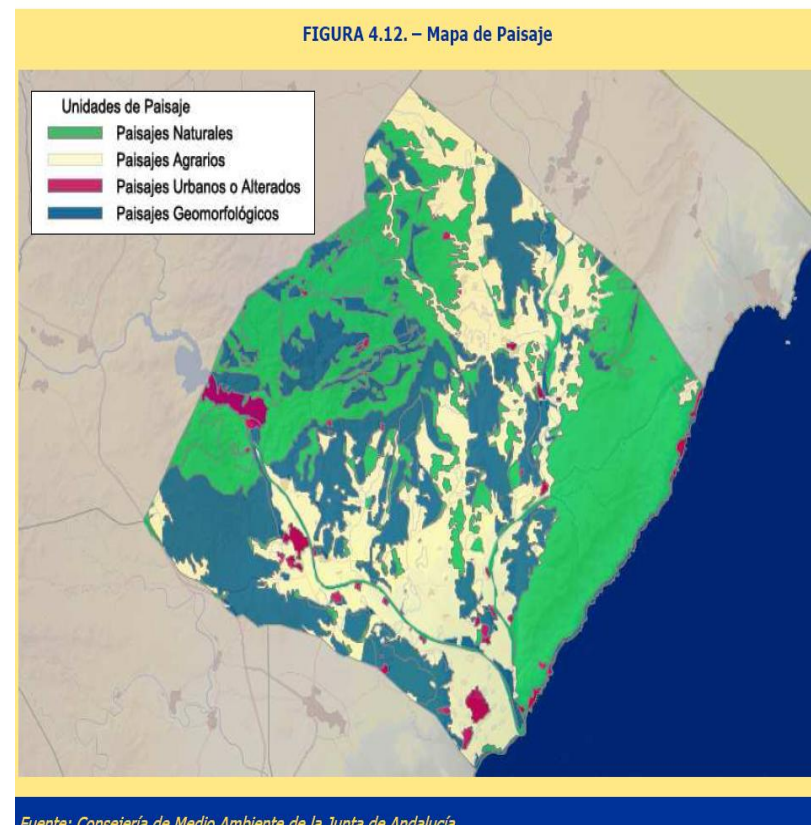 FIGURA 4.12. – Mapa de Paisaje
Unidades de Paisaje
Paisajes Naturales
Paisajes Agrarios
Paisajes Urbanos o Alterados
Paisajes Geomorfológicos
Fuente: Consejería de Medio Ambiente de la Junta de Andalucía